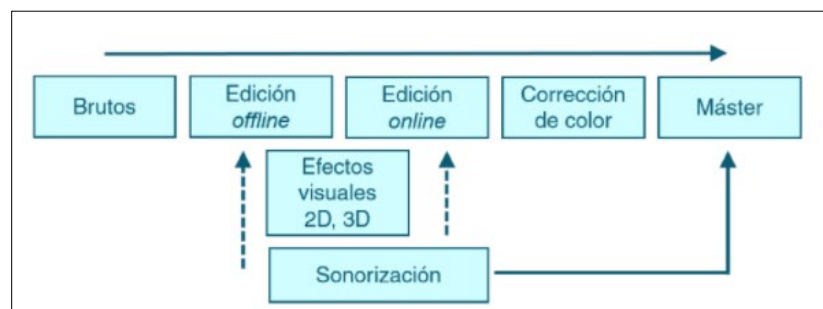 Brutos
Edición
offline
Edición
online
Corrección
de color
Máster
Efectos
visuales
2D, 3D
Sonorización